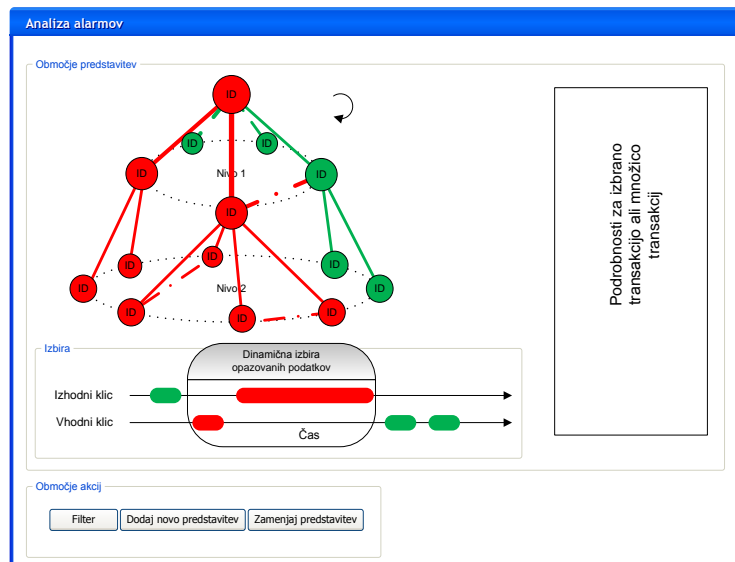 Analiza alarmov
Območje predstavitev
ID
ID
ID
ID
Nivo 1
ID
ID
ID
ID
ID
ID
ID
Nivo 2
ID
ID
ID
ID
Podrobnosti za izbrano
transakcijo ali množico
transakcij
Izbira
Dinamična izbira
opazovanih podatkov
Izhodni klic
Vhodni klic
Čas
Območje akcij
Filter
Dodaj novo predstavitev
Zamenjaj predstavitev